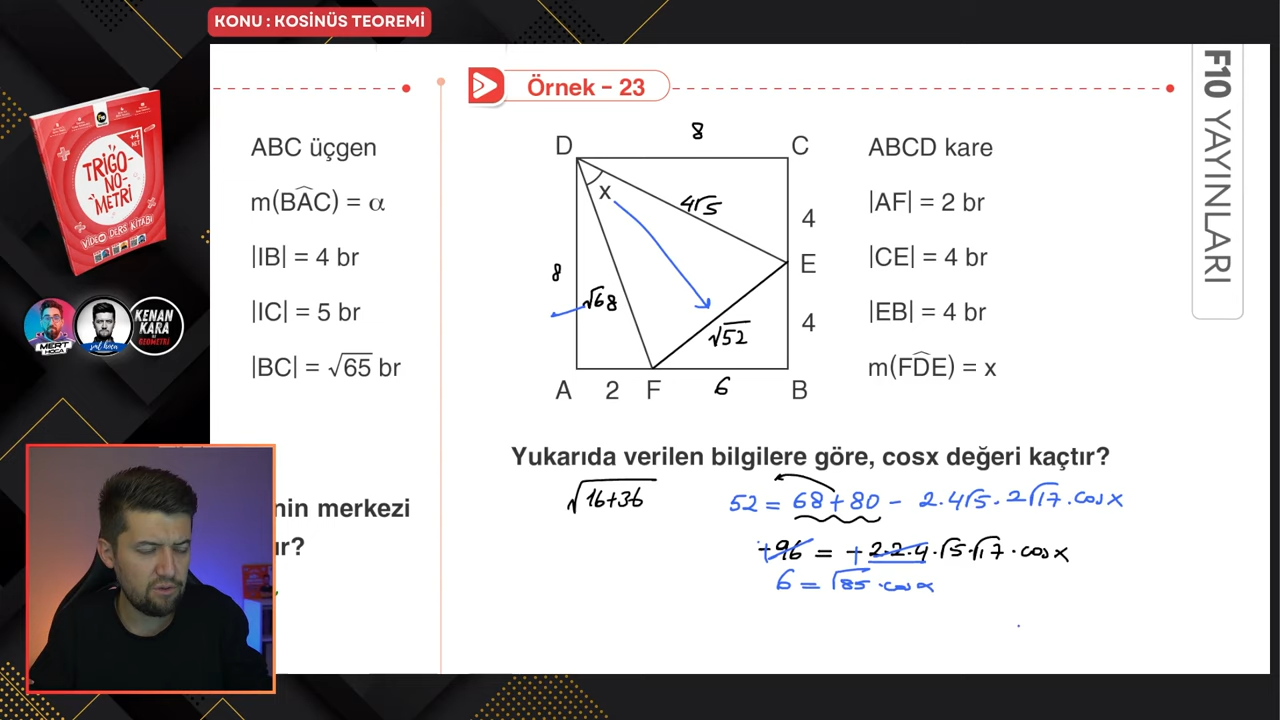 KONU : KOSİNÜS TEOREMİ
TRİGO-
NO-
METRİ
VİDEO DERS KİTABI
+4
NET
MERT HOCA
KENAN
KARA
GEOMETRİ
ABC üçgen
m(BAC) = α
|IB| = 4 br
|IC| = 5 br
|BC| = √65 br
nin merkezi
ır?
Örnek – 23
D
8
C
x
4√5
4
8
E
√68
√52
4
A
2
F
6
B
ABCD kare
|AF| = 2 br
|CE| = 4 br
|EB| = 4 br
m(FDE) = x
Yukarıda verilen bilgilere göre, cosx değeri kaçtır?
√16+36
52 = 68+80 - 2.4√5.2√17.cosx
+96 = +2.2.4.√5.√17.cosx
6 = √85.cosx
F10 YAYINLARI